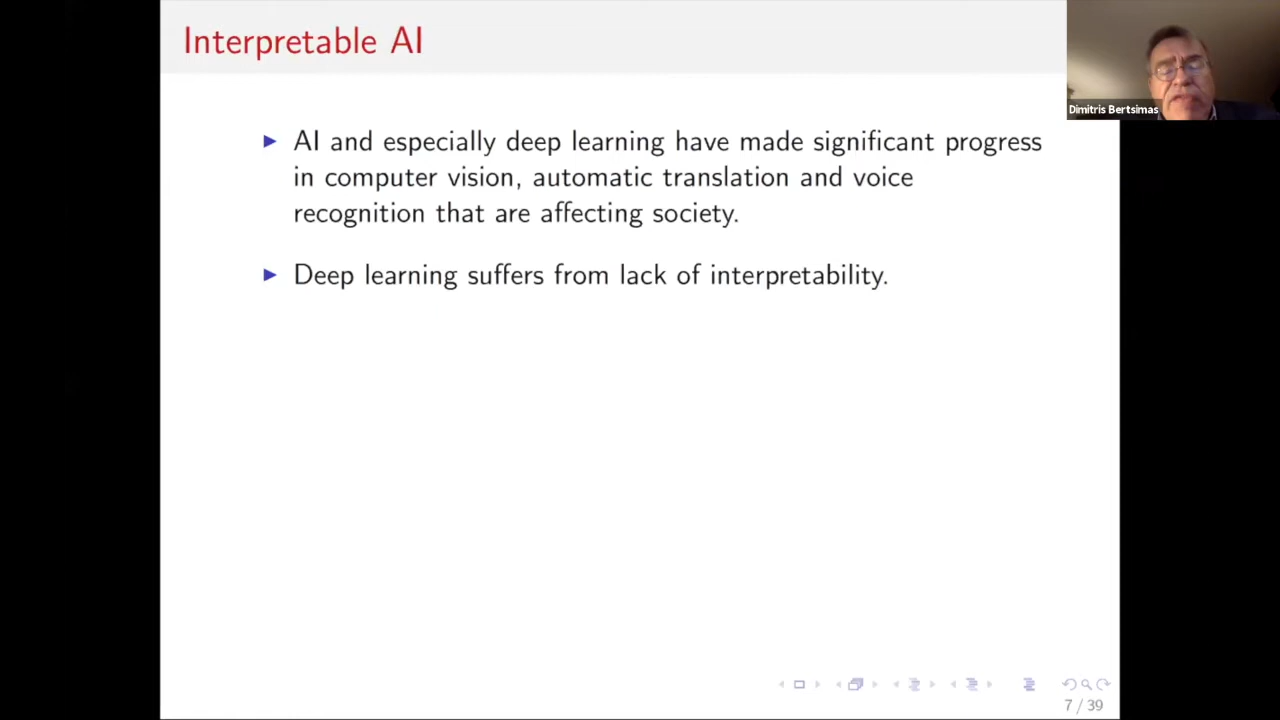 Interpretable AI
Dimitris Bertsimas
▶ AI and especially deep learning have made significant progress
in computer vision, automatic translation and voice
recognition that are affecting society.
▶ Deep learning suffers from lack of interpretability.
7 / 39